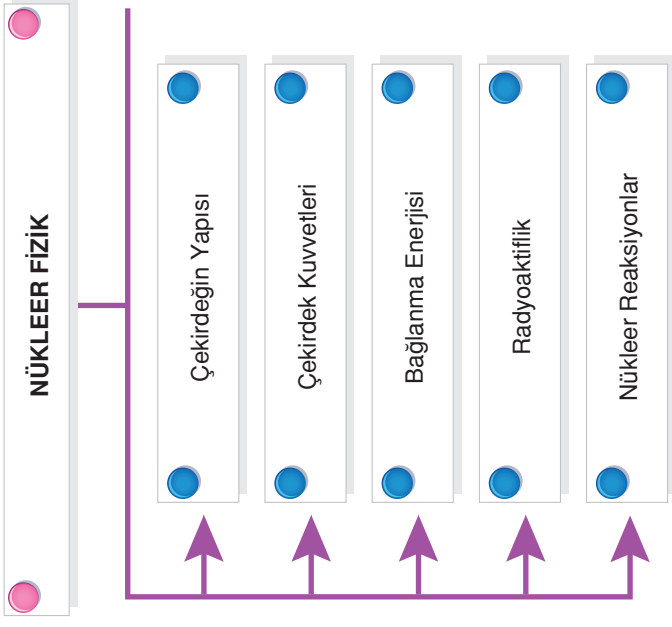 NÜKLEER FİZİK
Çekirdeğin Yapısı
Çekirdek Kuvvetleri
Bağlanma Enerjisi
Radyoaktiflik
Nükleer Reaksiyonlar